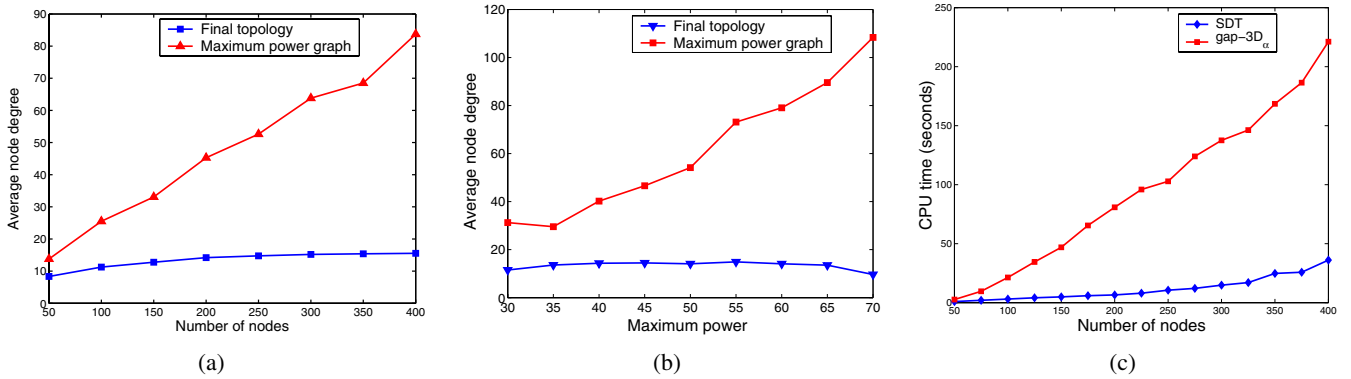 Average node degree
90
80
70
60
50
40
30
20
10
0
Final topology
Maximum power graph
50 100 150 200 250 300 350 400
Number of nodes
(a)
Average node degree
120
100
80
60
40
20
0
Final topology
Maximum power graph
30 35 40 45 50 55 60 65 70
Maximum power
(b)
CPU time (seconds)
250
200
150
100
50
0
SDT
gap−3Dα
50 100 150 200 250 300 350 400
Number of nodes
(c)